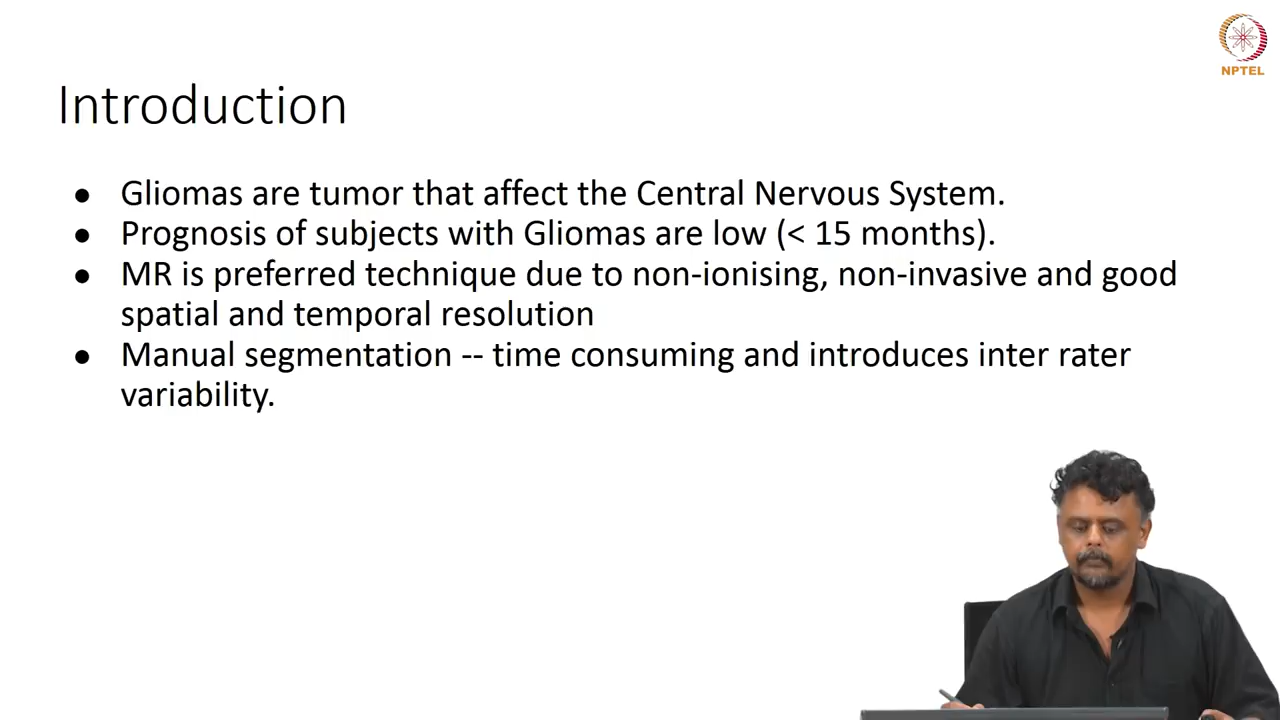 NPTEL
Introduction
● Gliomas are tumor that affect the Central Nervous System.
● Prognosis of subjects with Gliomas are low (< 15 months).
● MR is preferred technique due to non-ionising, non-invasive and good
spatial and temporal resolution
● Manual segmentation -- time consuming and introduces inter rater
variability.